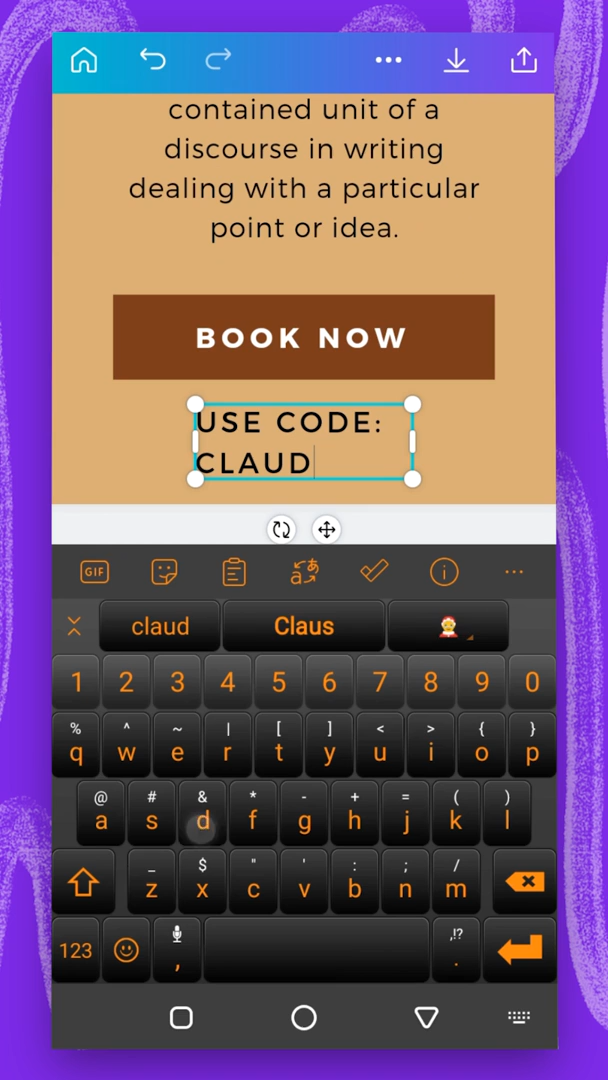 contained unit of a
discourse in writing
dealing with a particular
point or idea.
BOOK NOW
USE CODE:
CLAUD
GIF
claud
Claus
1 2 3 4 5 6 7 8 9 0
% ^ ~ | [ ] < > { }
q w e r t y u i o p
@ # & * - + = ( )
a s d f g h j k l
_ $ " ' : ; /
z x c v b n m
,!?
123 , .